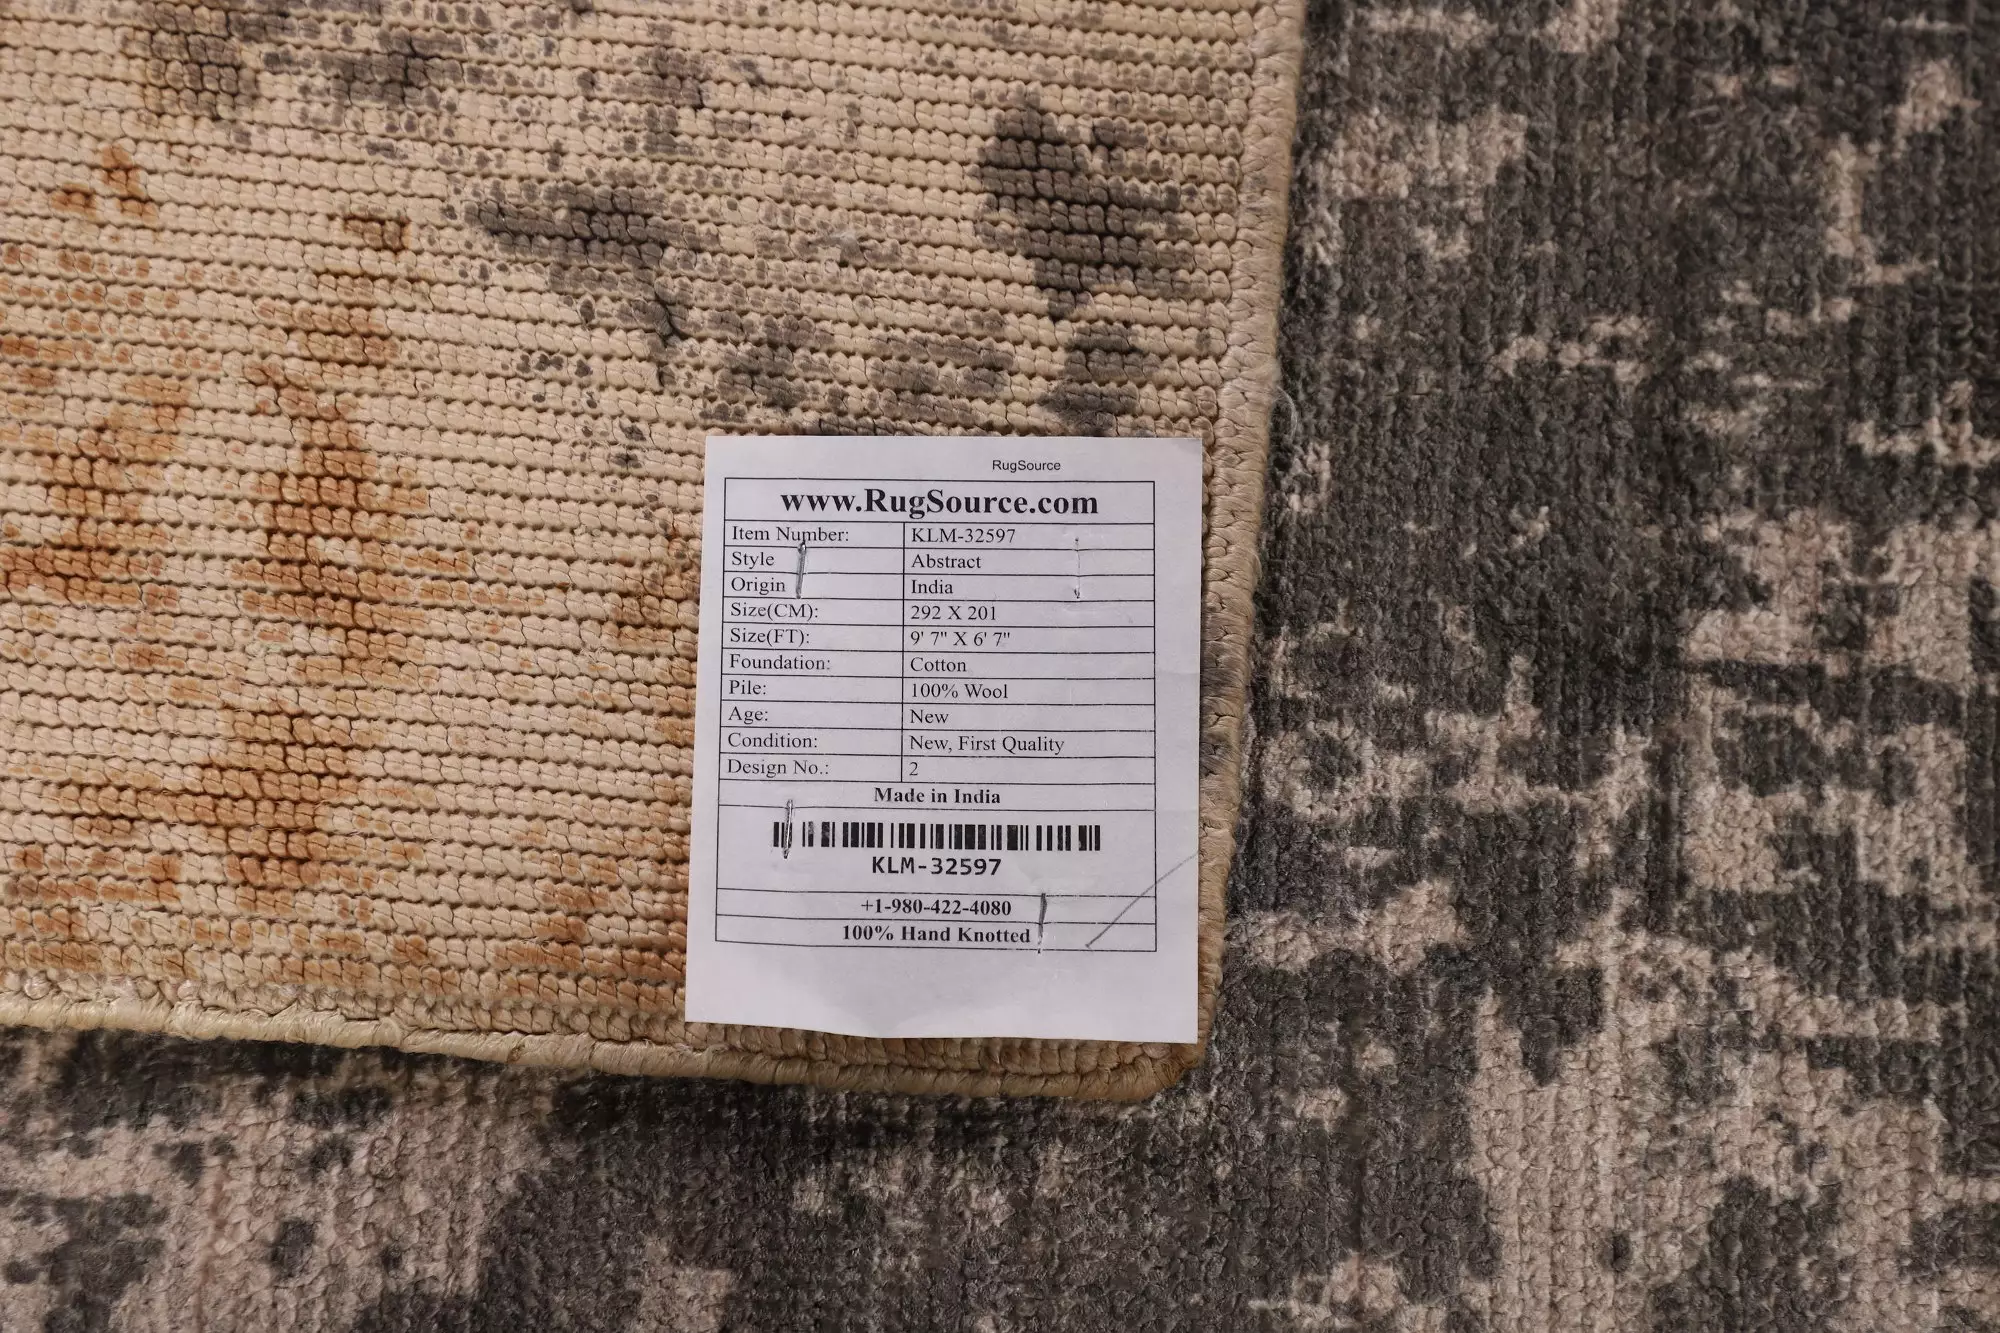 RugSource
www.RugSource.com
Item Number: KLM-32597
Style Abstract
Origin India
Size(CM): 292 X 201
Size(FT): 9' 7" X 6' 7"
Foundation: Cotton
Pile: 100% Wool
Age: New
Condition: New, First Quality
Design No.: 2
Made in India
KLM-32597
+1-980-422-4080
100% Hand Knotted